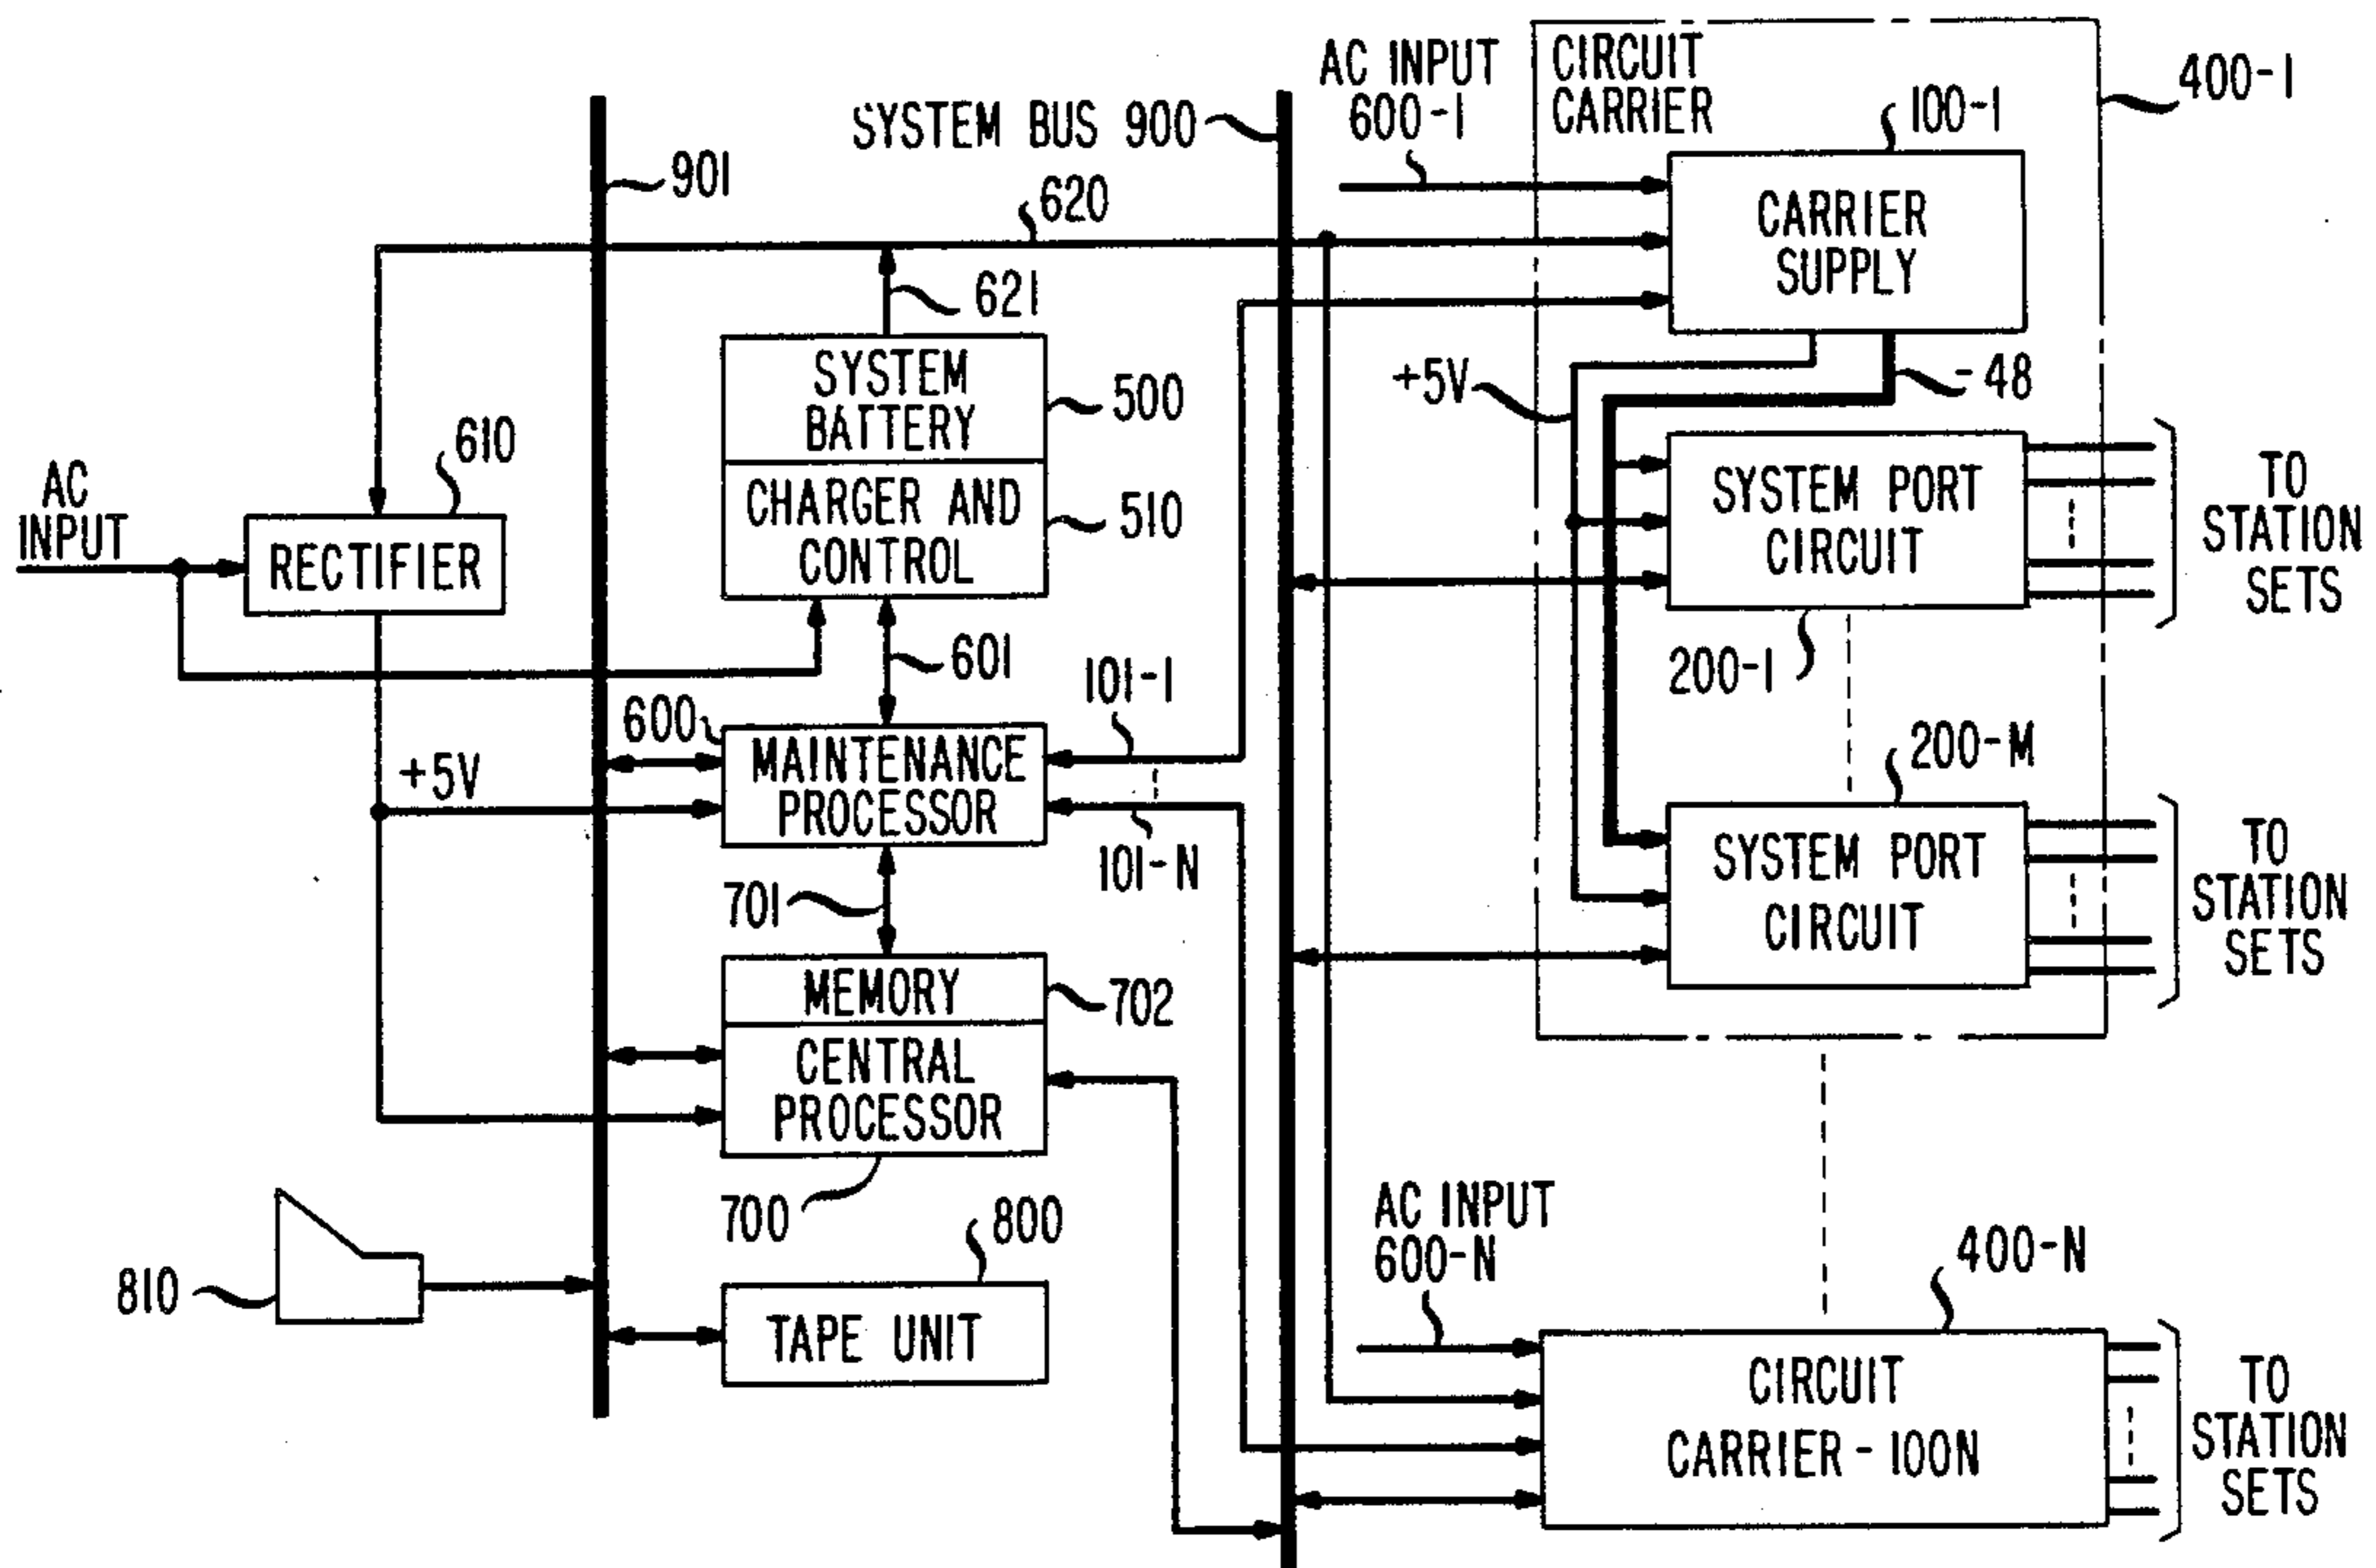 AC INPUT
600-1
CIRCUIT
CARRIER
400-1
100-1
SYSTEM BUS 900
901
620
CARRIER
SUPPLY
621
SYSTEM
BATTERY
500
+5V
-48
610
AC
INPUT
RECTIFIER
CHARGER AND
CONTROL
510
SYSTEM PORT
CIRCUIT
TO
STATION
SETS
601
101-1
200-1
600
MAINTENANCE
PROCESSOR
+5V
200-M
101-N
701
SYSTEM PORT
CIRCUIT
TO
STATION
SETS
MEMORY
702
CENTRAL
PROCESSOR
700
800
AC INPUT
600-N
400-N
810
TAPE UNIT
CIRCUIT
CARRIER-100N
TO
STATION
SETS